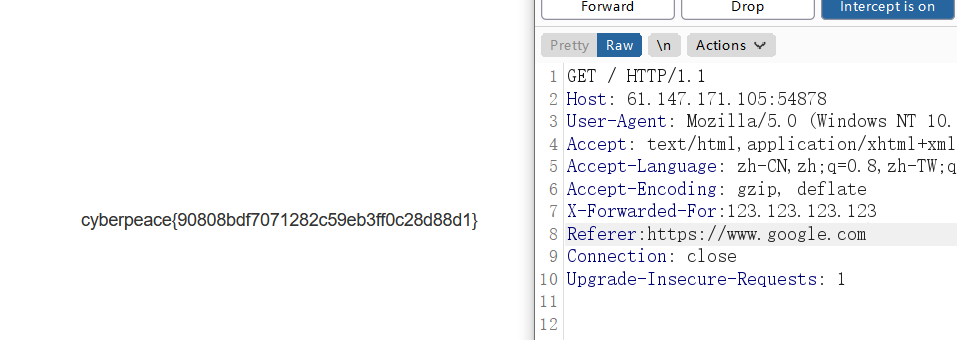 cyberpeace{90808bdf7071282c59eb3ff0c28d88d1}
Forward Drop Intercept is on
Pretty Raw \n Actions
1 GET / HTTP/1.1
2 Host: 61.147.171.105:54878
3 User-Agent: Mozilla/5.0 (Windows NT 10.
4 Accept: text/html,application/xhtml+xml
5 Accept-Language: zh-CN,zh;q=0.8,zh-TW;q
6 Accept-Encoding: gzip, deflate
7 X-Forwarded-For:123.123.123.123
8 Referer:https://www.google.com
9 Connection: close
10 Upgrade-Insecure-Requests: 1
11
12